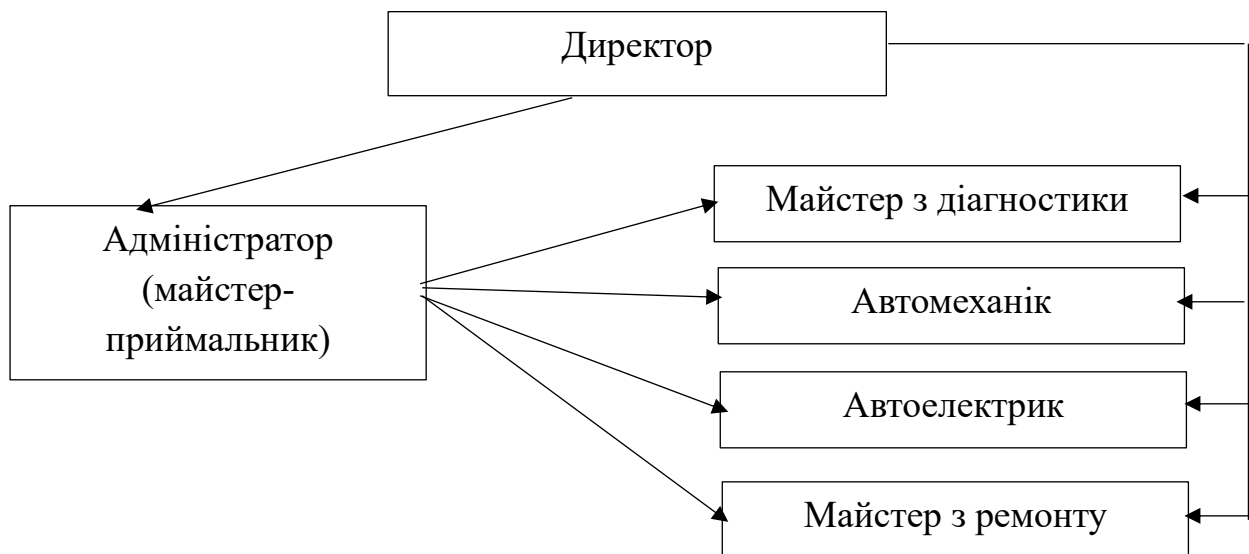 Директор
Адміністратор
(майстер-
приймальник)
Майстер з діагностики
Автомеханік
Автоелектрик
Майстер з ремонту